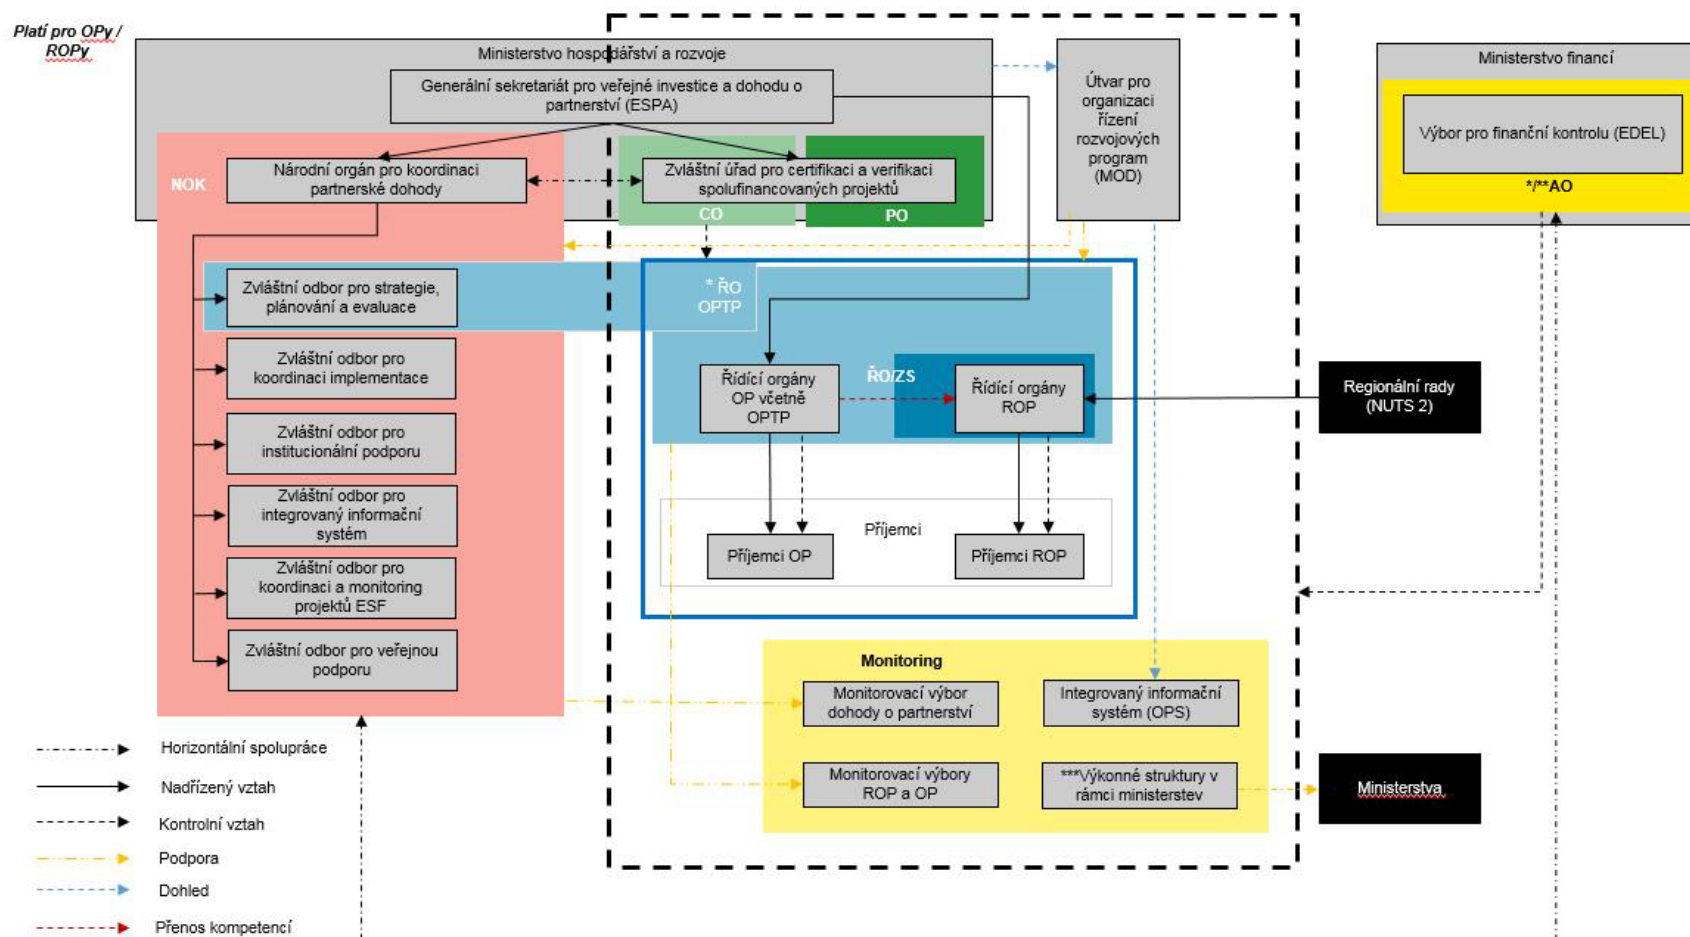 Platí pro OPy /
ROPy
Ministerstvo hospodářství a rozvoje
Generální sekretariát pro veřejné investice a dohodu o
partnerství (ESPA)
Útvar pro
organizaci
řízení
rozvojových
program
(MOD)
Ministerstvo financí
Výbor pro finanční kontrolu (EDEL)
*/**AO
NOK
Národní orgán pro koordinaci
partnerské dohody
Zvláštní úřad pro certifikaci a verifikaci
spolufinancovaných projektů
CO
PO
Zvláštní odbor pro strategie,
plánování a evaluace
* ŘO
OPTP
Zvláštní odbor pro
koordinaci implementace
Zvláštní odbor pro
institucionální podporu
Zvláštní odbor pro
integrovaný informační
systém
Zvláštní odbor pro
koordinaci a monitoring
projektů ESF
Zvláštní odbor pro veřejnou
podporu
Řídící orgány
OP včetně
OPTP
ŘO/ZS
Řídící orgány
ROP
Regionální rady
(NUTS 2)
Příjemci
Příjemci OP
Příjemci ROP
Monitoring
Monitorovací výbor
dohody o partnerství
Integrovaný informační
systém (OPS)
Monitorovací výbory
ROP a OP
***Výkonné struktury v
rámci ministerstev
Ministerstva
Horizontální spolupráce
Nadřízený vztah
Kontrolní vztah
Podpora
Dohled
Přenos kompetencí